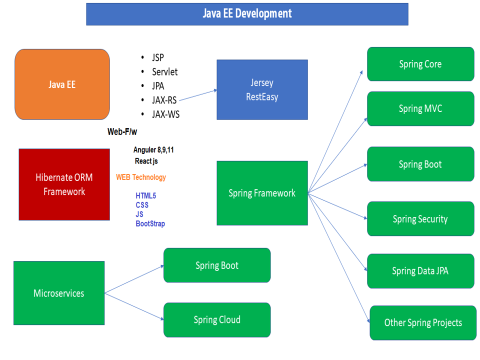 Java EE Development
Java EE
• JSP
• Servlet
• JPA
• JAX-RS
• JAX-WS
Jersey
RestEasy
Web-F/w
Anguler 8,9,11
React js
WEB Technology
HTML5
CSS
JS
BootStrap
Hibernate ORM
Framework
Spring Framework
Spring Core
Spring MVC
Spring Boot
Spring Security
Spring Data JPA
Other Spring Projects
Microservices
Spring Boot
Spring Cloud